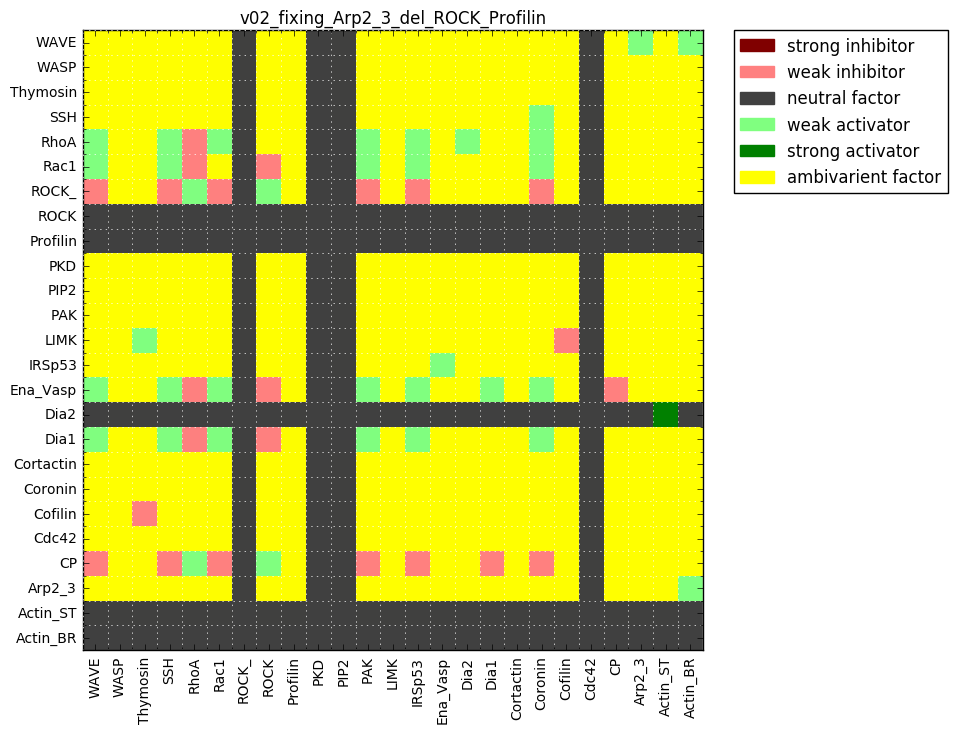 v02_fixing_Arp2_3_del_ROCK_Profilin
WAVE
WASP
Thymosin
SSH
RhoA
Rac1
ROCK_
ROCK
Profilin
PKD
PIP2
PAK
LIMK
IRSp53
Ena_Vasp
Dia2
Dia1
Cortactin
Coronin
Cofilin
Cdc42
CP
Arp2_3
Actin_ST
Actin_BR
WAVE
WASP
Thymosin
SSH
RhoA
Rac1
ROCK_
ROCK
Profilin
PKD
PIP2
PAK
LIMK
IRSp53
Ena_Vasp
Dia2
Dia1
Cortactin
Coronin
Cofilin
Cdc42
CP
Arp2_3
Actin_ST
Actin_BR
strong inhibitor
weak inhibitor
neutral factor
weak activator
strong activator
ambivarient factor